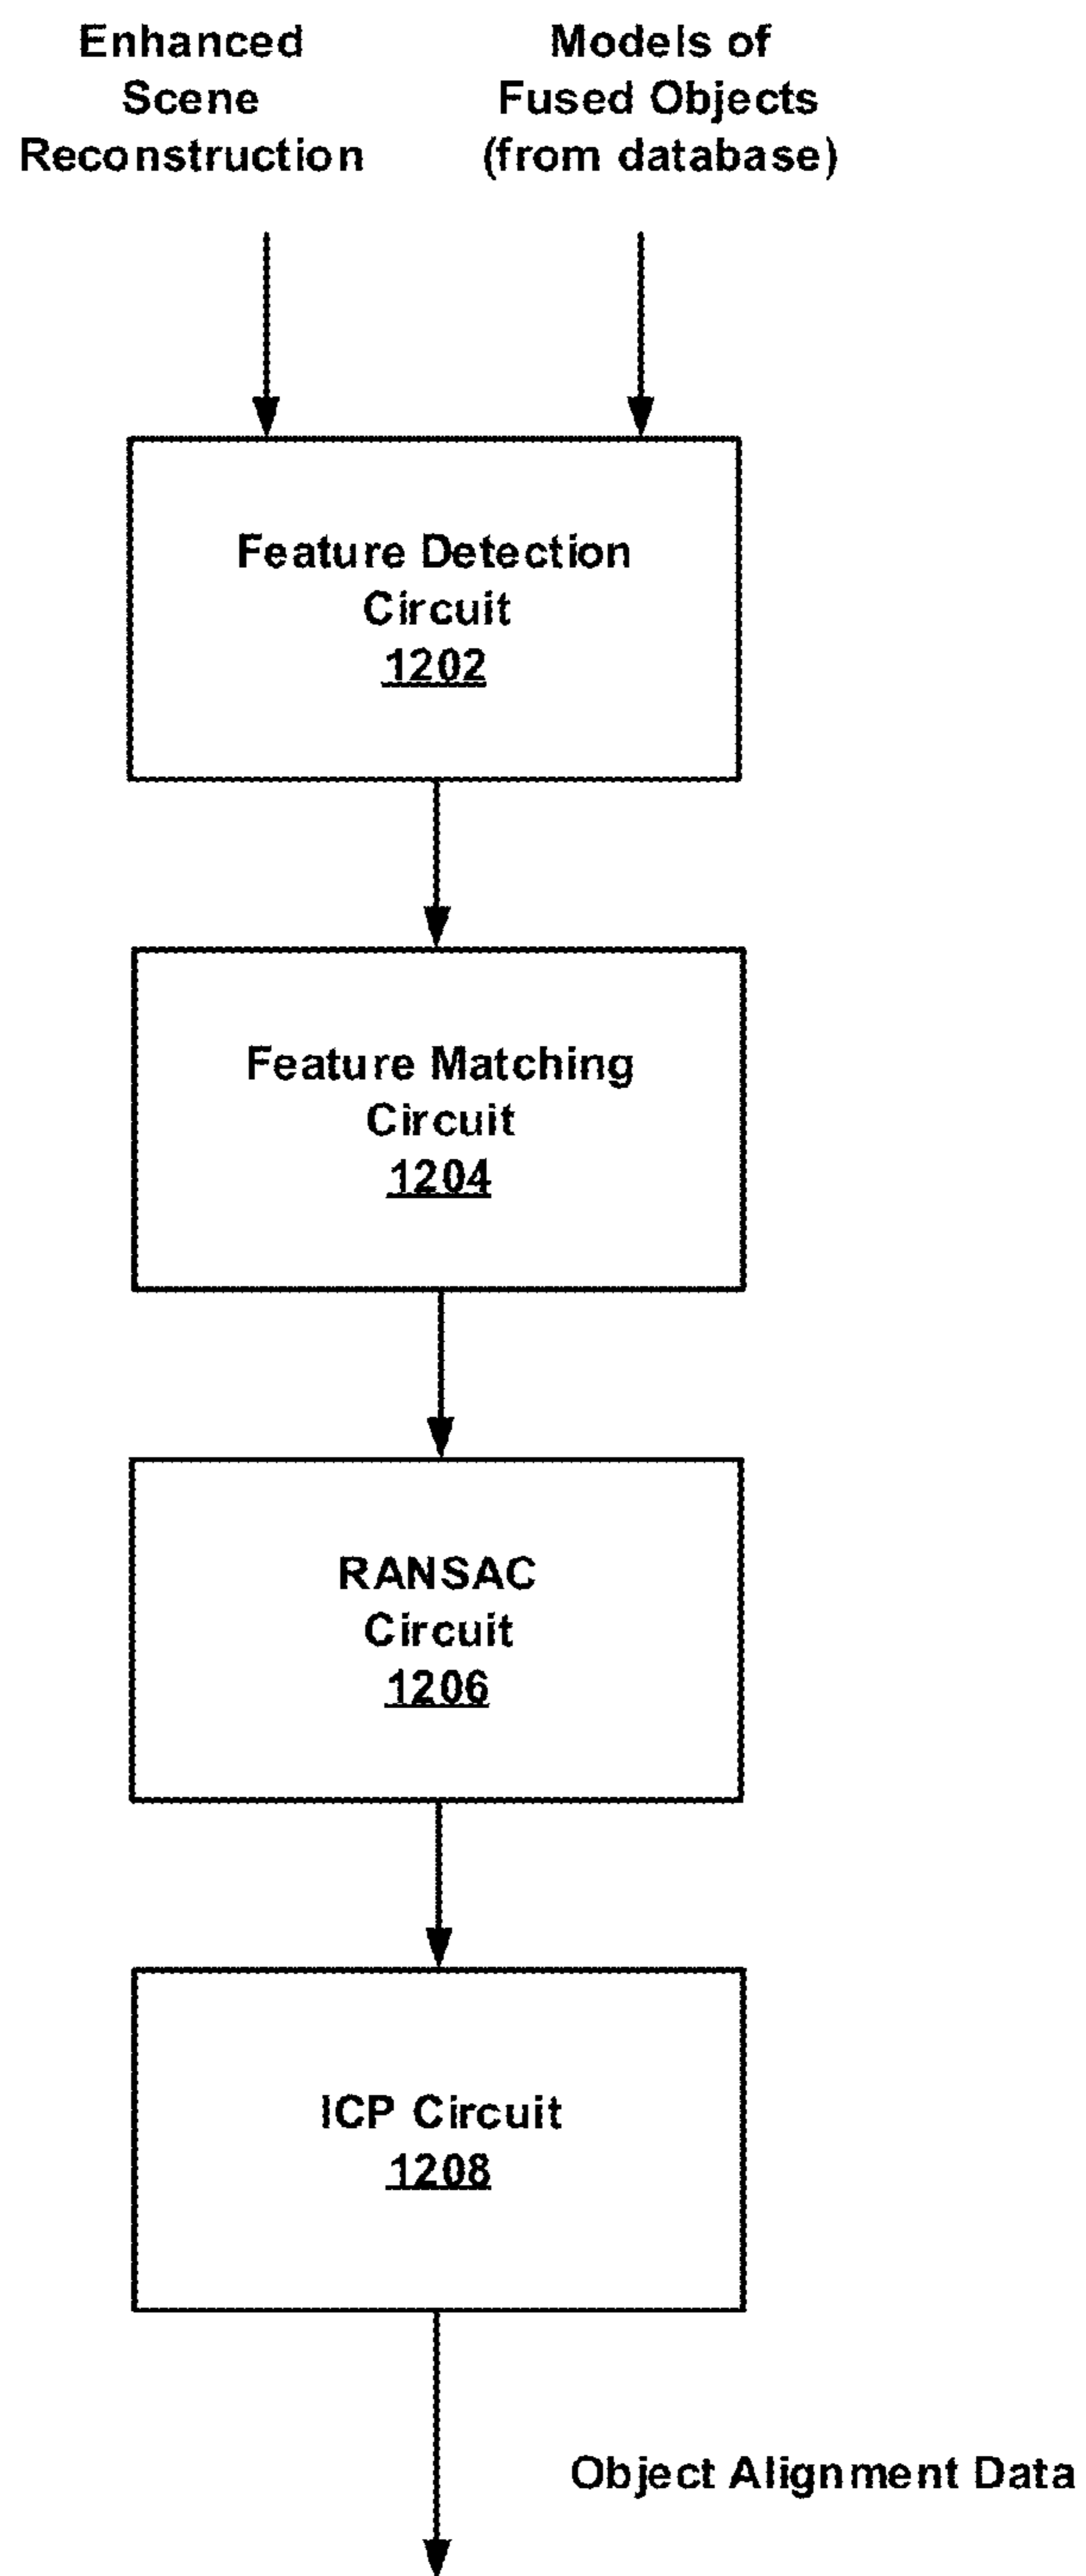 Enhanced
Scene
Reconstruction
Models of
Fused Objects
(from database)
Feature Detection
Circuit
1202
Feature Matching
Circuit
1204
RANSAC
Circuit
1206
ICP Circuit
1208
Object Alignment Data